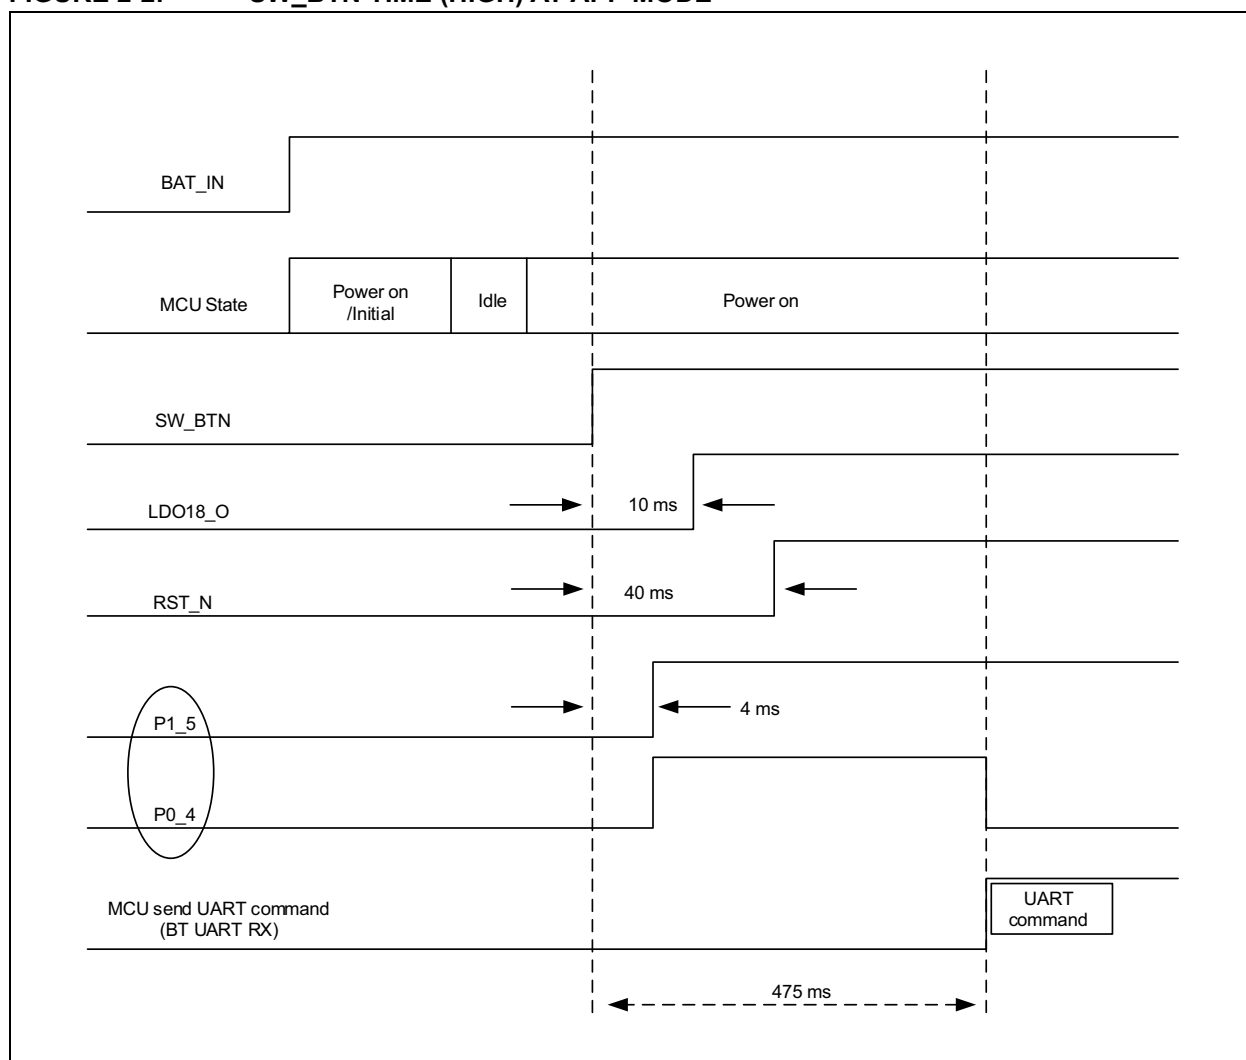 BAT_IN
MCU State
Power on
/Initial
Idle
Power on
SW_BTN
LDO18_O
10 ms
RST_N
40 ms
P1_5
4 ms
P0_4
MCU send UART command
(BT UART RX)
UART
command
475 ms